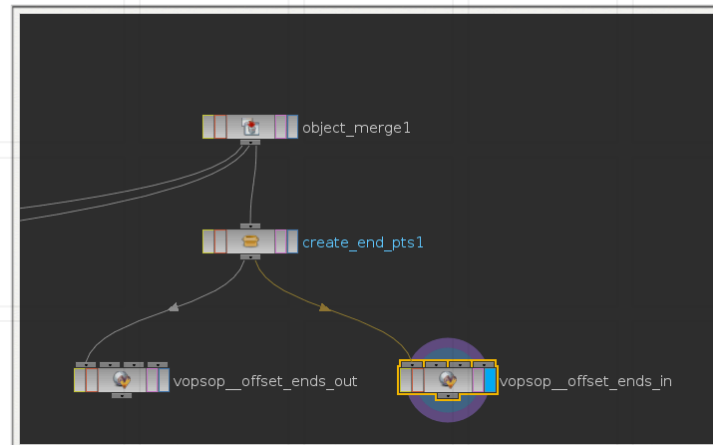 object_merge1
create_end_pts1
vopsop__offset_ends_out
vopsop__offset_ends_in